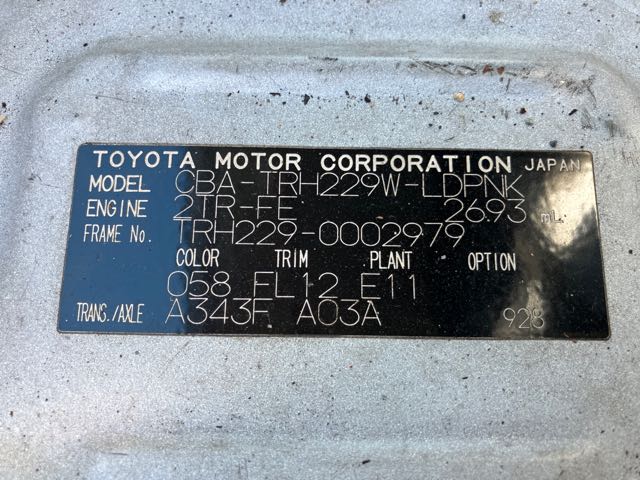 TOYOTA MOTOR CORPORATION JAPAN
MODEL CBA-TRH229W-LDPNK
ENGINE 2TR-FE 2693 mL
FRAME No. TRH229-0002979
COLOR TRIM PLANT OPTION
058 FL12 E11
TRANS./AXLE A343F A03A 928